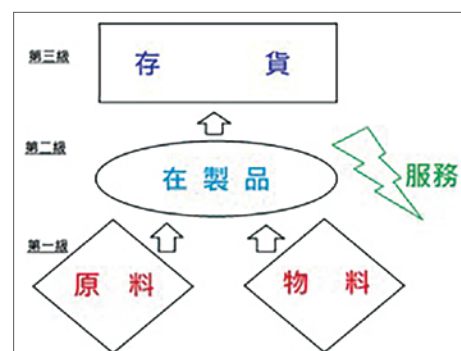 第三級
存 貨
第二級
在製品
服務
第一級
原 料
物 料